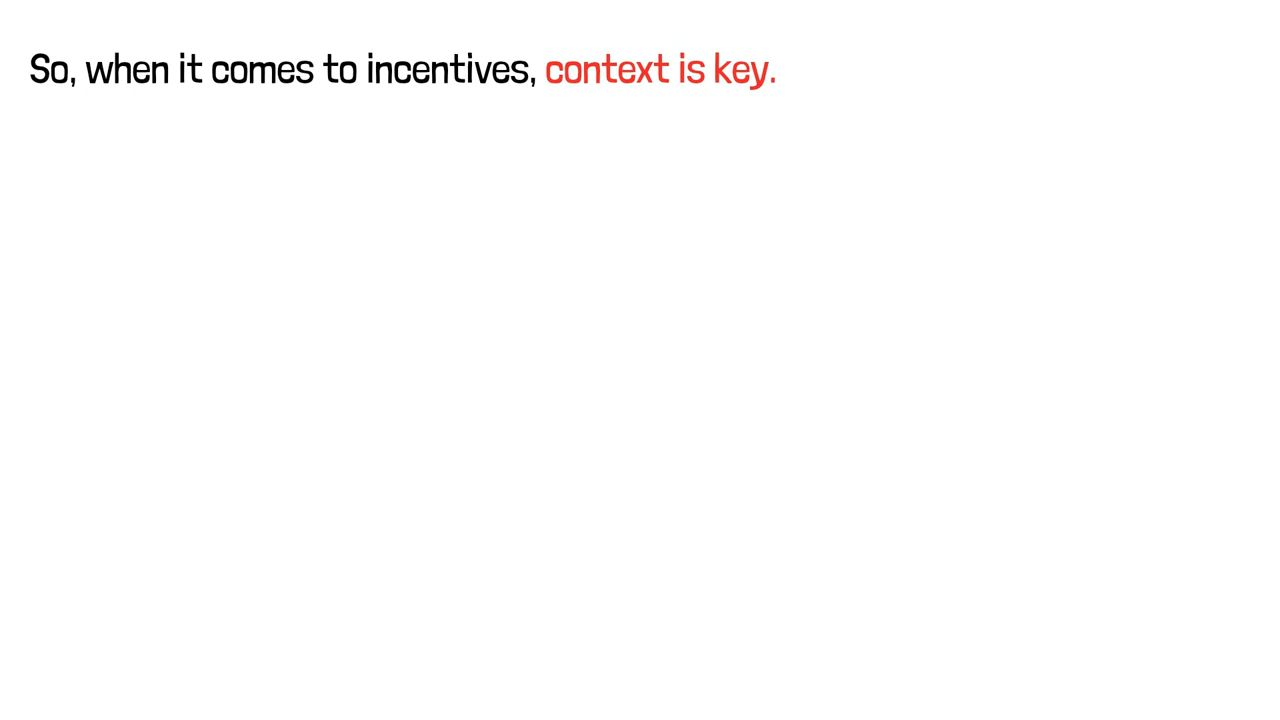 So, when it comes to incentives, context is key.